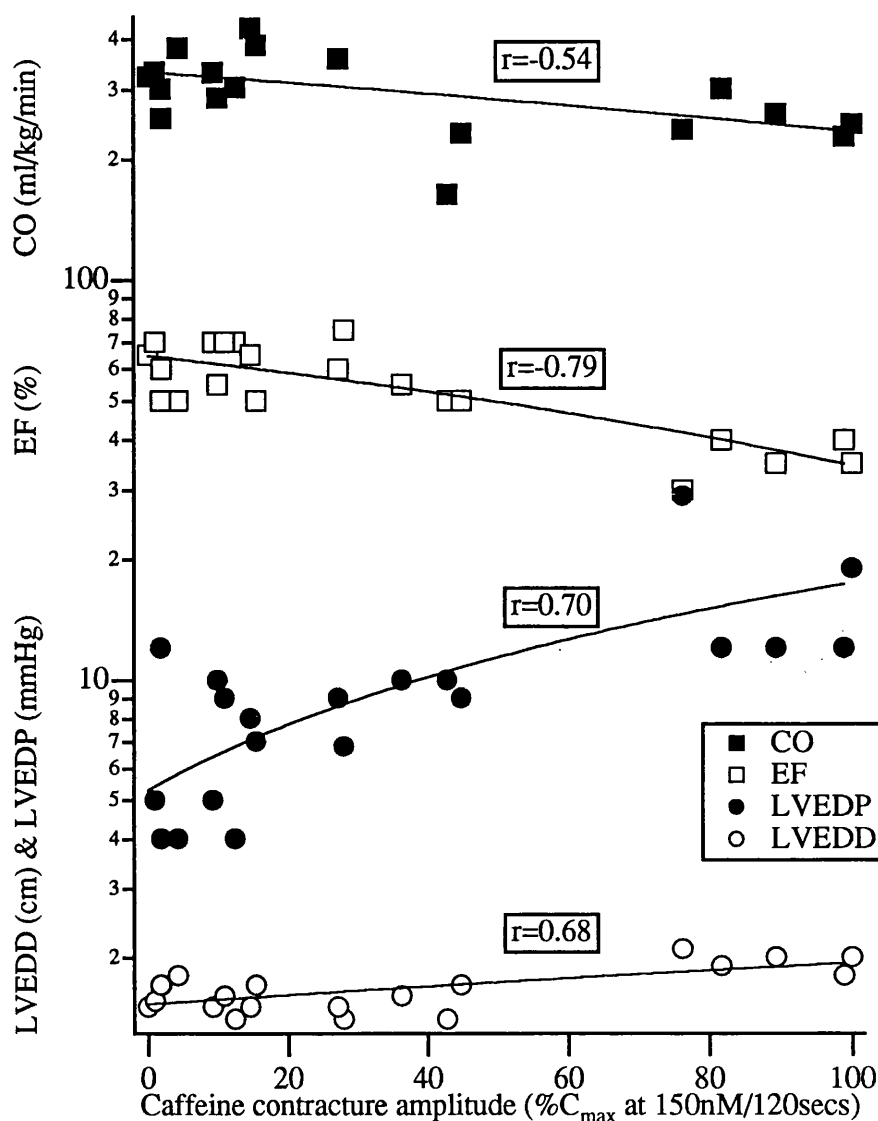 CO (ml/kg/min)
EF (%)
LVEDD (cm) & LVEDP (mmHg)
4
3
2
100
9
8
7
6
5
4
3
2
10
9
8
7
6
5
4
3
2
r=-0.54
r=-0.79
r=0.70
r=0.68
CO
EF
LVEDP
LVEDD
0 20 40 60 80 100
Caffeine contracture amplitude (%Cmax at 150nM/120secs)